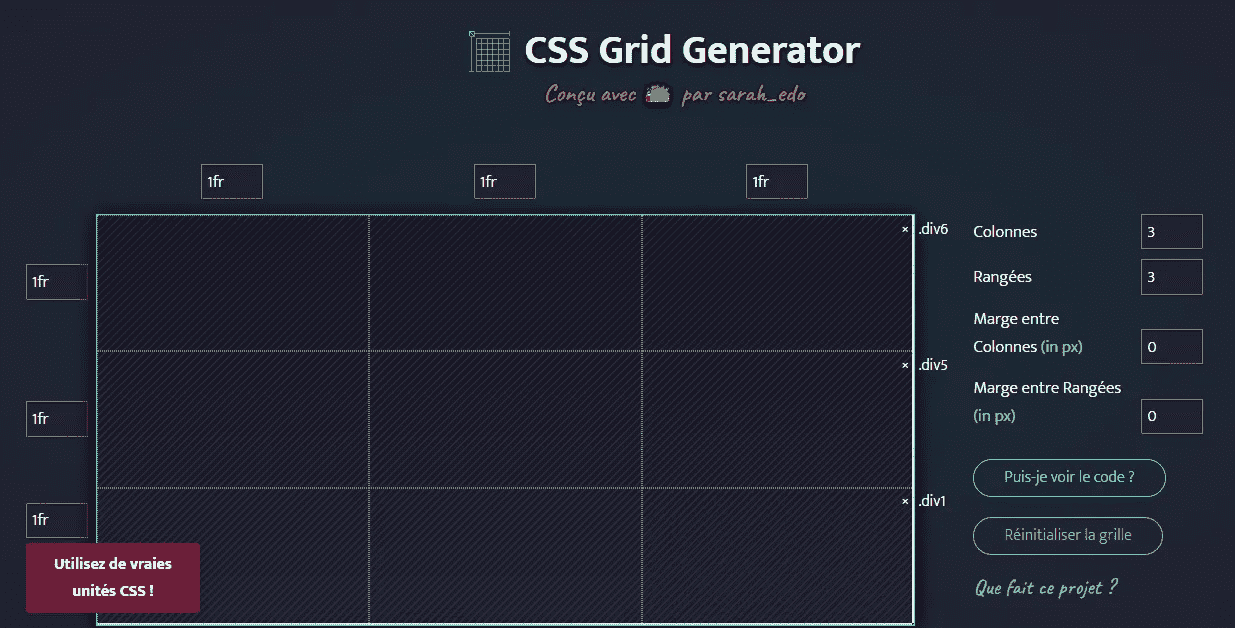 CSS Grid Generator
Conçu avec par sarah_edo
1fr 1fr 1fr
× .div6
Colonnes 3
1fr
Rangées 3
Marge entre
Colonnes (in px) 0
× .div5
Marge entre Rangées
(in px) 0
1fr
Puis-je voir le code ?
× .div1
1fr
Réinitialiser la grille
Utilisez de vraies
unités CSS !
Que fait ce projet ?